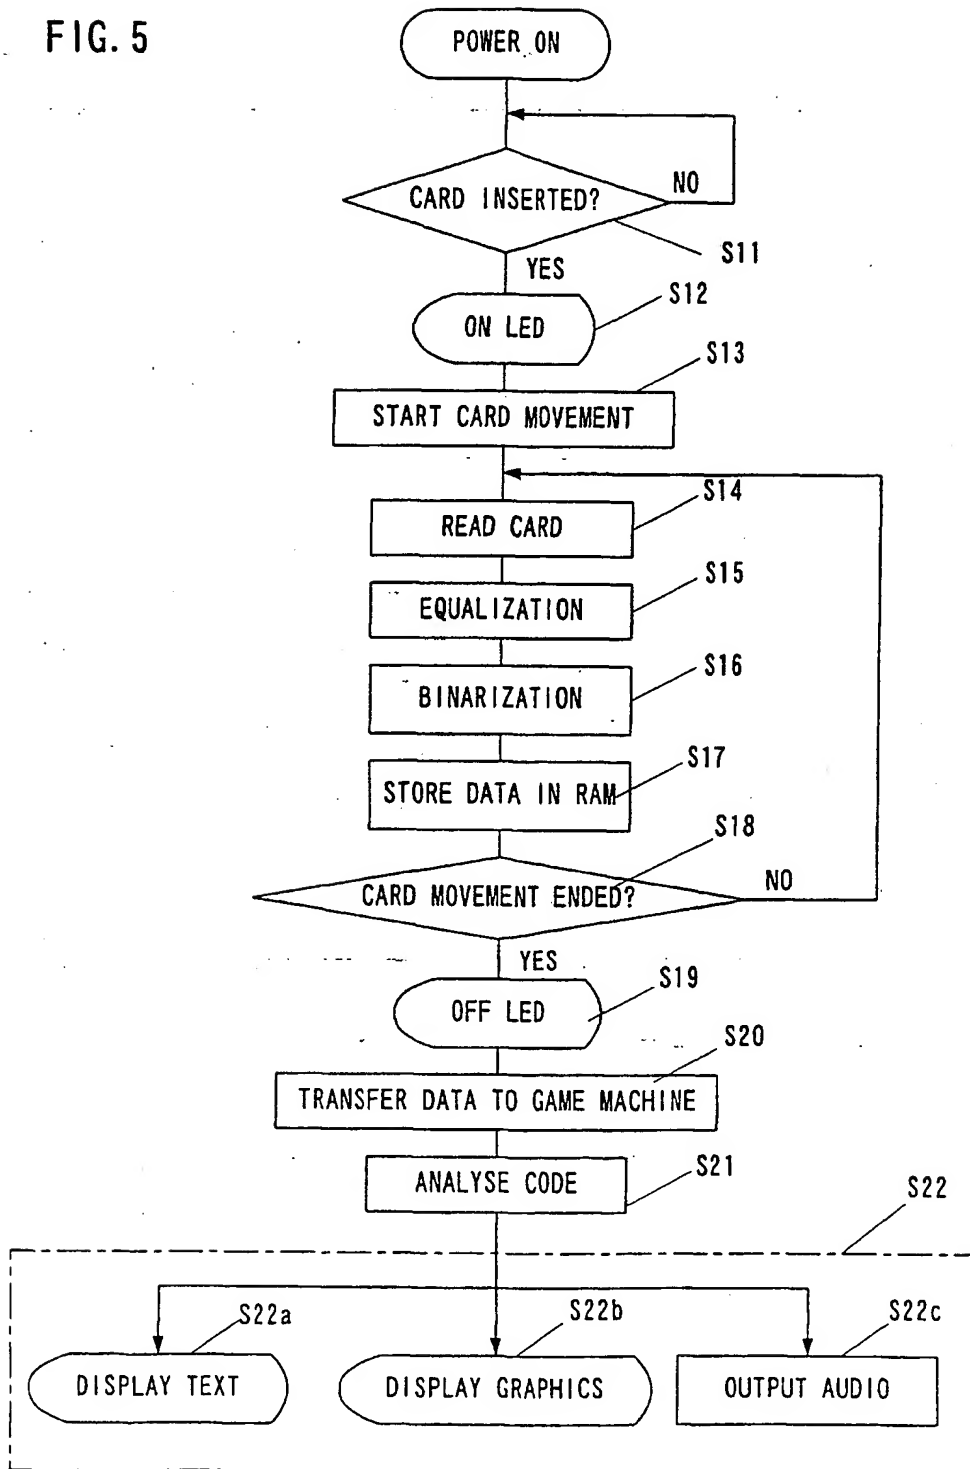 FIG. 5
POWER ON
CARD INSERTED?
NO
S11
YES
S12
ON LED
S13
START CARD MOVEMENT
S14
READ CARD
S15
EQUALIZATION
S16
BINARIZATION
S17
STORE DATA IN RAM
S18
CARD MOVEMENT ENDED?
NO
YES
S19
OFF LED
S20
TRANSFER DATA TO GAME MACHINE
S21
ANALYSE CODE
S22
S22a
S22b
S22c
DISPLAY TEXT
DISPLAY GRAPHICS
OUTPUT AUDIO